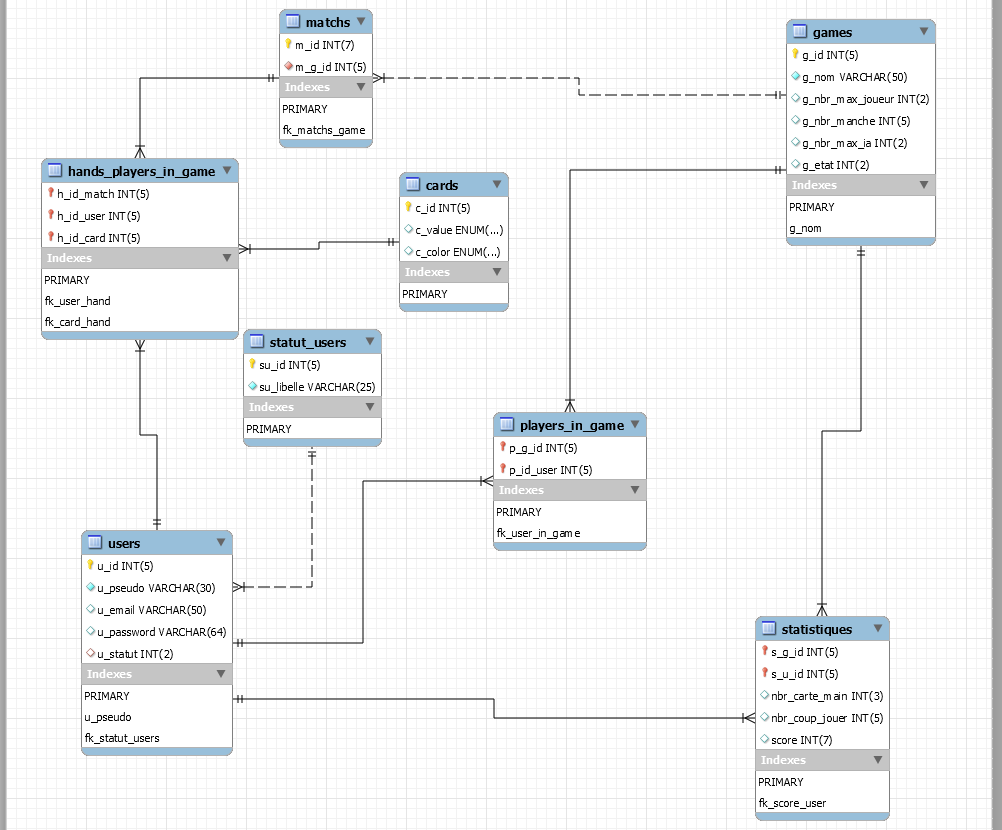 matchs
m_id INT(7)
m_g_id INT(5)
Indexes
PRIMARY
fk_matchs_game
games
g_id INT(5)
g_nom VARCHAR(50)
g_nbr_max_joueur INT(2)
g_nbr_manche INT(5)
g_nbr_max_ia INT(2)
g_etat INT(2)
Indexes
PRIMARY
g_nom
hands_players_in_game
h_id_match INT(5)
h_id_user INT(5)
h_id_card INT(5)
Indexes
PRIMARY
fk_user_hand
fk_card_hand
cards
c_id INT(5)
c_value ENUM(...)
c_color ENUM(...)
Indexes
PRIMARY
statut_users
su_id INT(5)
su_libelle VARCHAR(25)
Indexes
PRIMARY
players_in_game
p_g_id INT(5)
p_id_user INT(5)
Indexes
PRIMARY
fk_user_in_game
users
u_id INT(5)
u_pseudo VARCHAR(30)
u_email VARCHAR(50)
u_password VARCHAR(64)
u_statut INT(2)
Indexes
PRIMARY
u_pseudo
fk_statut_users
statistiques
s_g_id INT(5)
s_u_id INT(5)
nbr_carte_main INT(3)
nbr_coup_jouer INT(5)
score INT(7)
Indexes
PRIMARY
fk_score_user